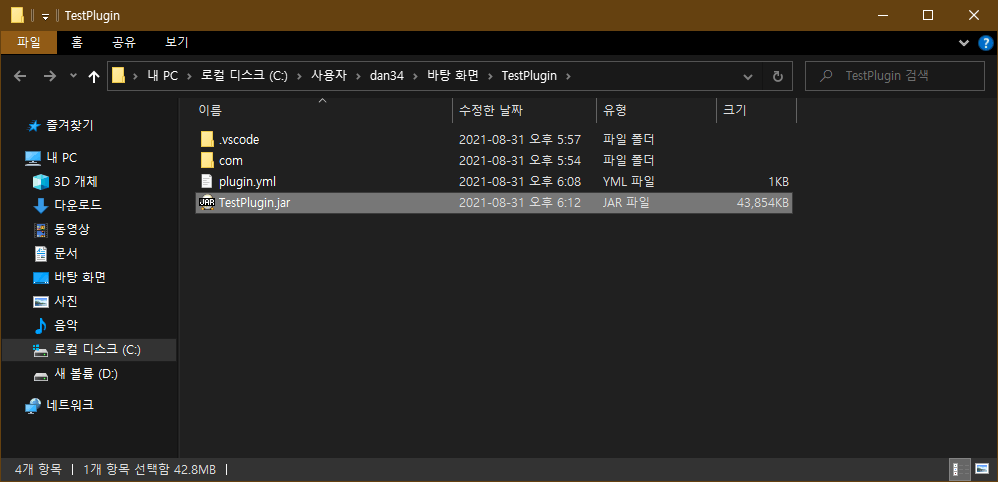 TestPlugin
파일 홈 공유 보기
내 PC > 로컬 디스크 (C:) > 사용자 > dan34 > 바탕 화면 > TestPlugin > TestPlugin 검색
이름 수정한 날짜 유형 크기
즐겨찾기
내 PC
3D 개체
다운로드
동영상
문서
바탕 화면
사진
음악
로컬 디스크 (C:)
새 볼륨 (D:)
네트워크
.vscode 2021-08-31 오후 5:57 파일 폴더
com 2021-08-31 오후 5:54 파일 폴더
plugin.yml 2021-08-31 오후 6:08 YML 파일 1KB
JAR TestPlugin.jar 2021-08-31 오후 6:12 JAR 파일 43,854KB
4개 항목 | 1개 항목 선택함 42.8MB |